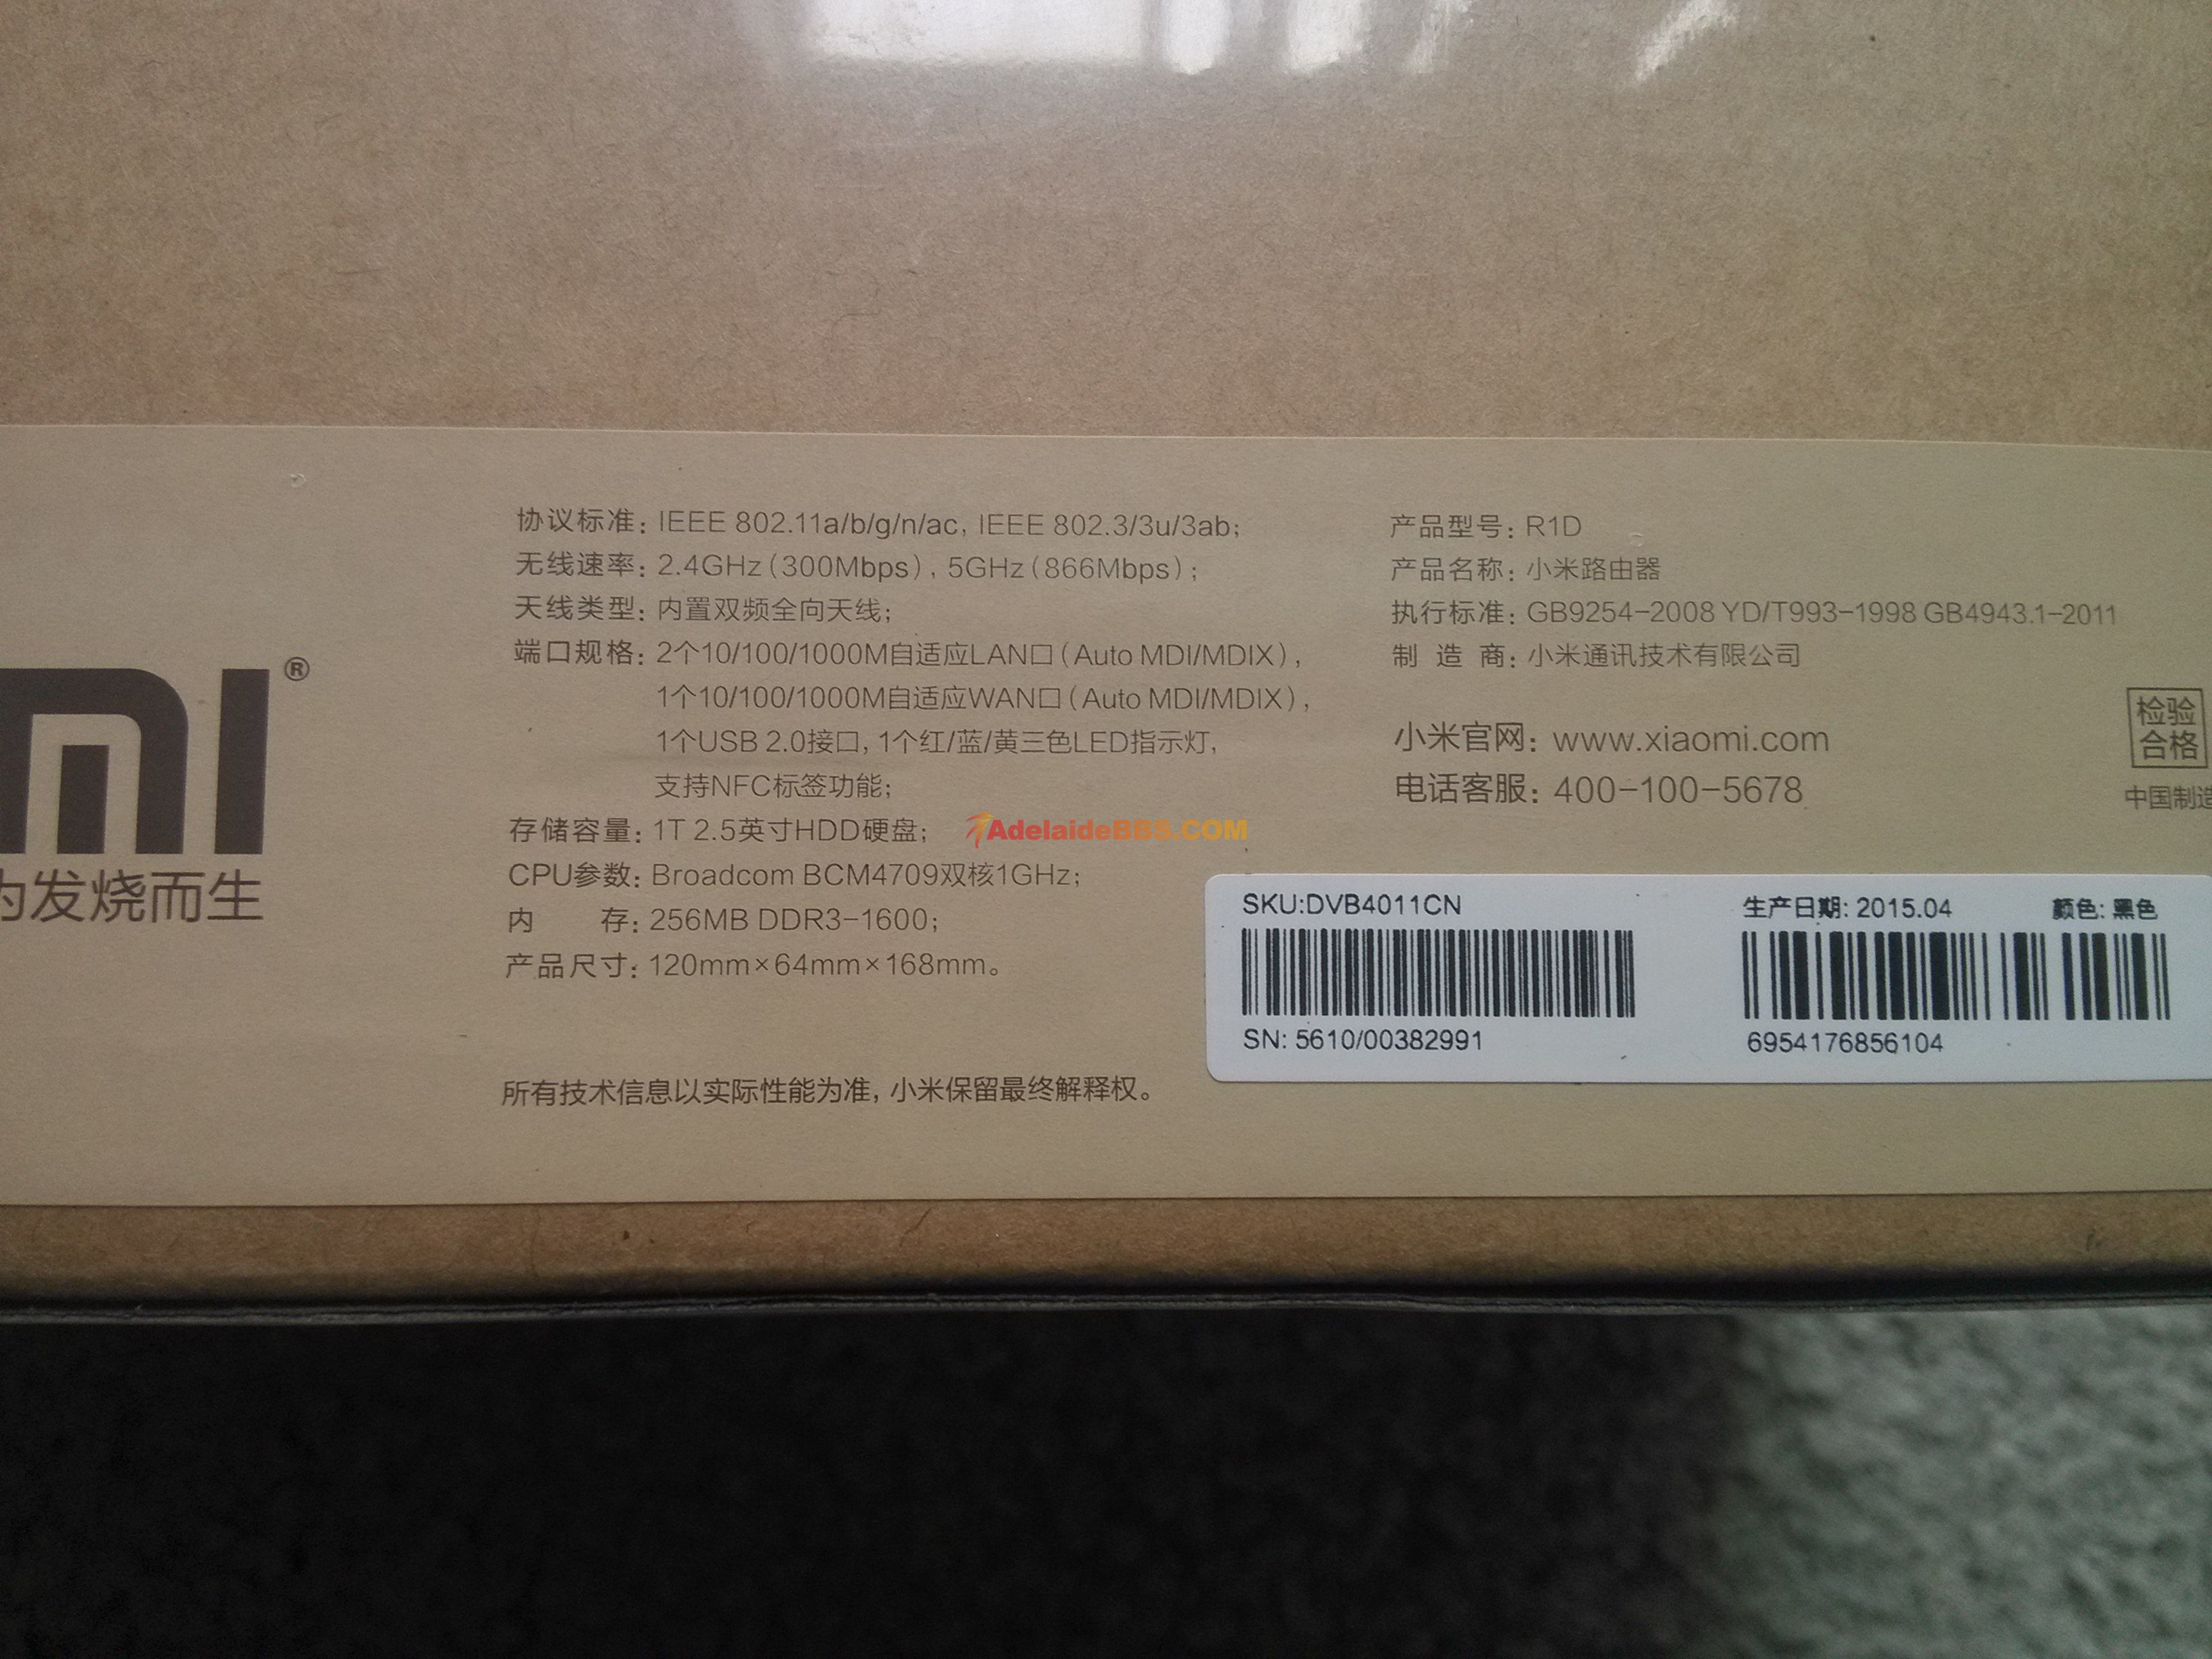 mi®
为发烧而生
协议标准: IEEE 802.11a/b/g/n/ac, IEEE 802.3/3u/3ab;
无线速率: 2.4GHz(300Mbps), 5GHz(866Mbps);
天线类型: 内置双频全向天线;
端口规格: 2个10/100/1000M自适应LAN口(Auto MDI/MDIX),
1个10/100/1000M自适应WAN口(Auto MDI/MDIX),
1个USB 2.0接口, 1个红/蓝/黄三色LED指示灯,
支持NFC标签功能;
存储容量: 1T 2.5英寸HDD硬盘;
CPU参数: Broadcom BCM4709双核1GHz;
内 存: 256MB DDR3-1600;
产品尺寸: 120mm×64mm×168mm。
所有技术信息以实际性能为准, 小米保留最终解释权。
AdelaideBBS.COM
产品型号: R1D
产品名称: 小米路由器
执行标准: GB9254-2008 YD/T993-1998 GB4943.1-2011
制 造 商: 小米通讯技术有限公司
小米官网: www.xiaomi.com
电话客服: 400-100-5678
检验
合格
中国制造
SKU:DVB4011CN
SN: 5610/00382991
生产日期: 2015.04 颜色: 黑色
6954176856104